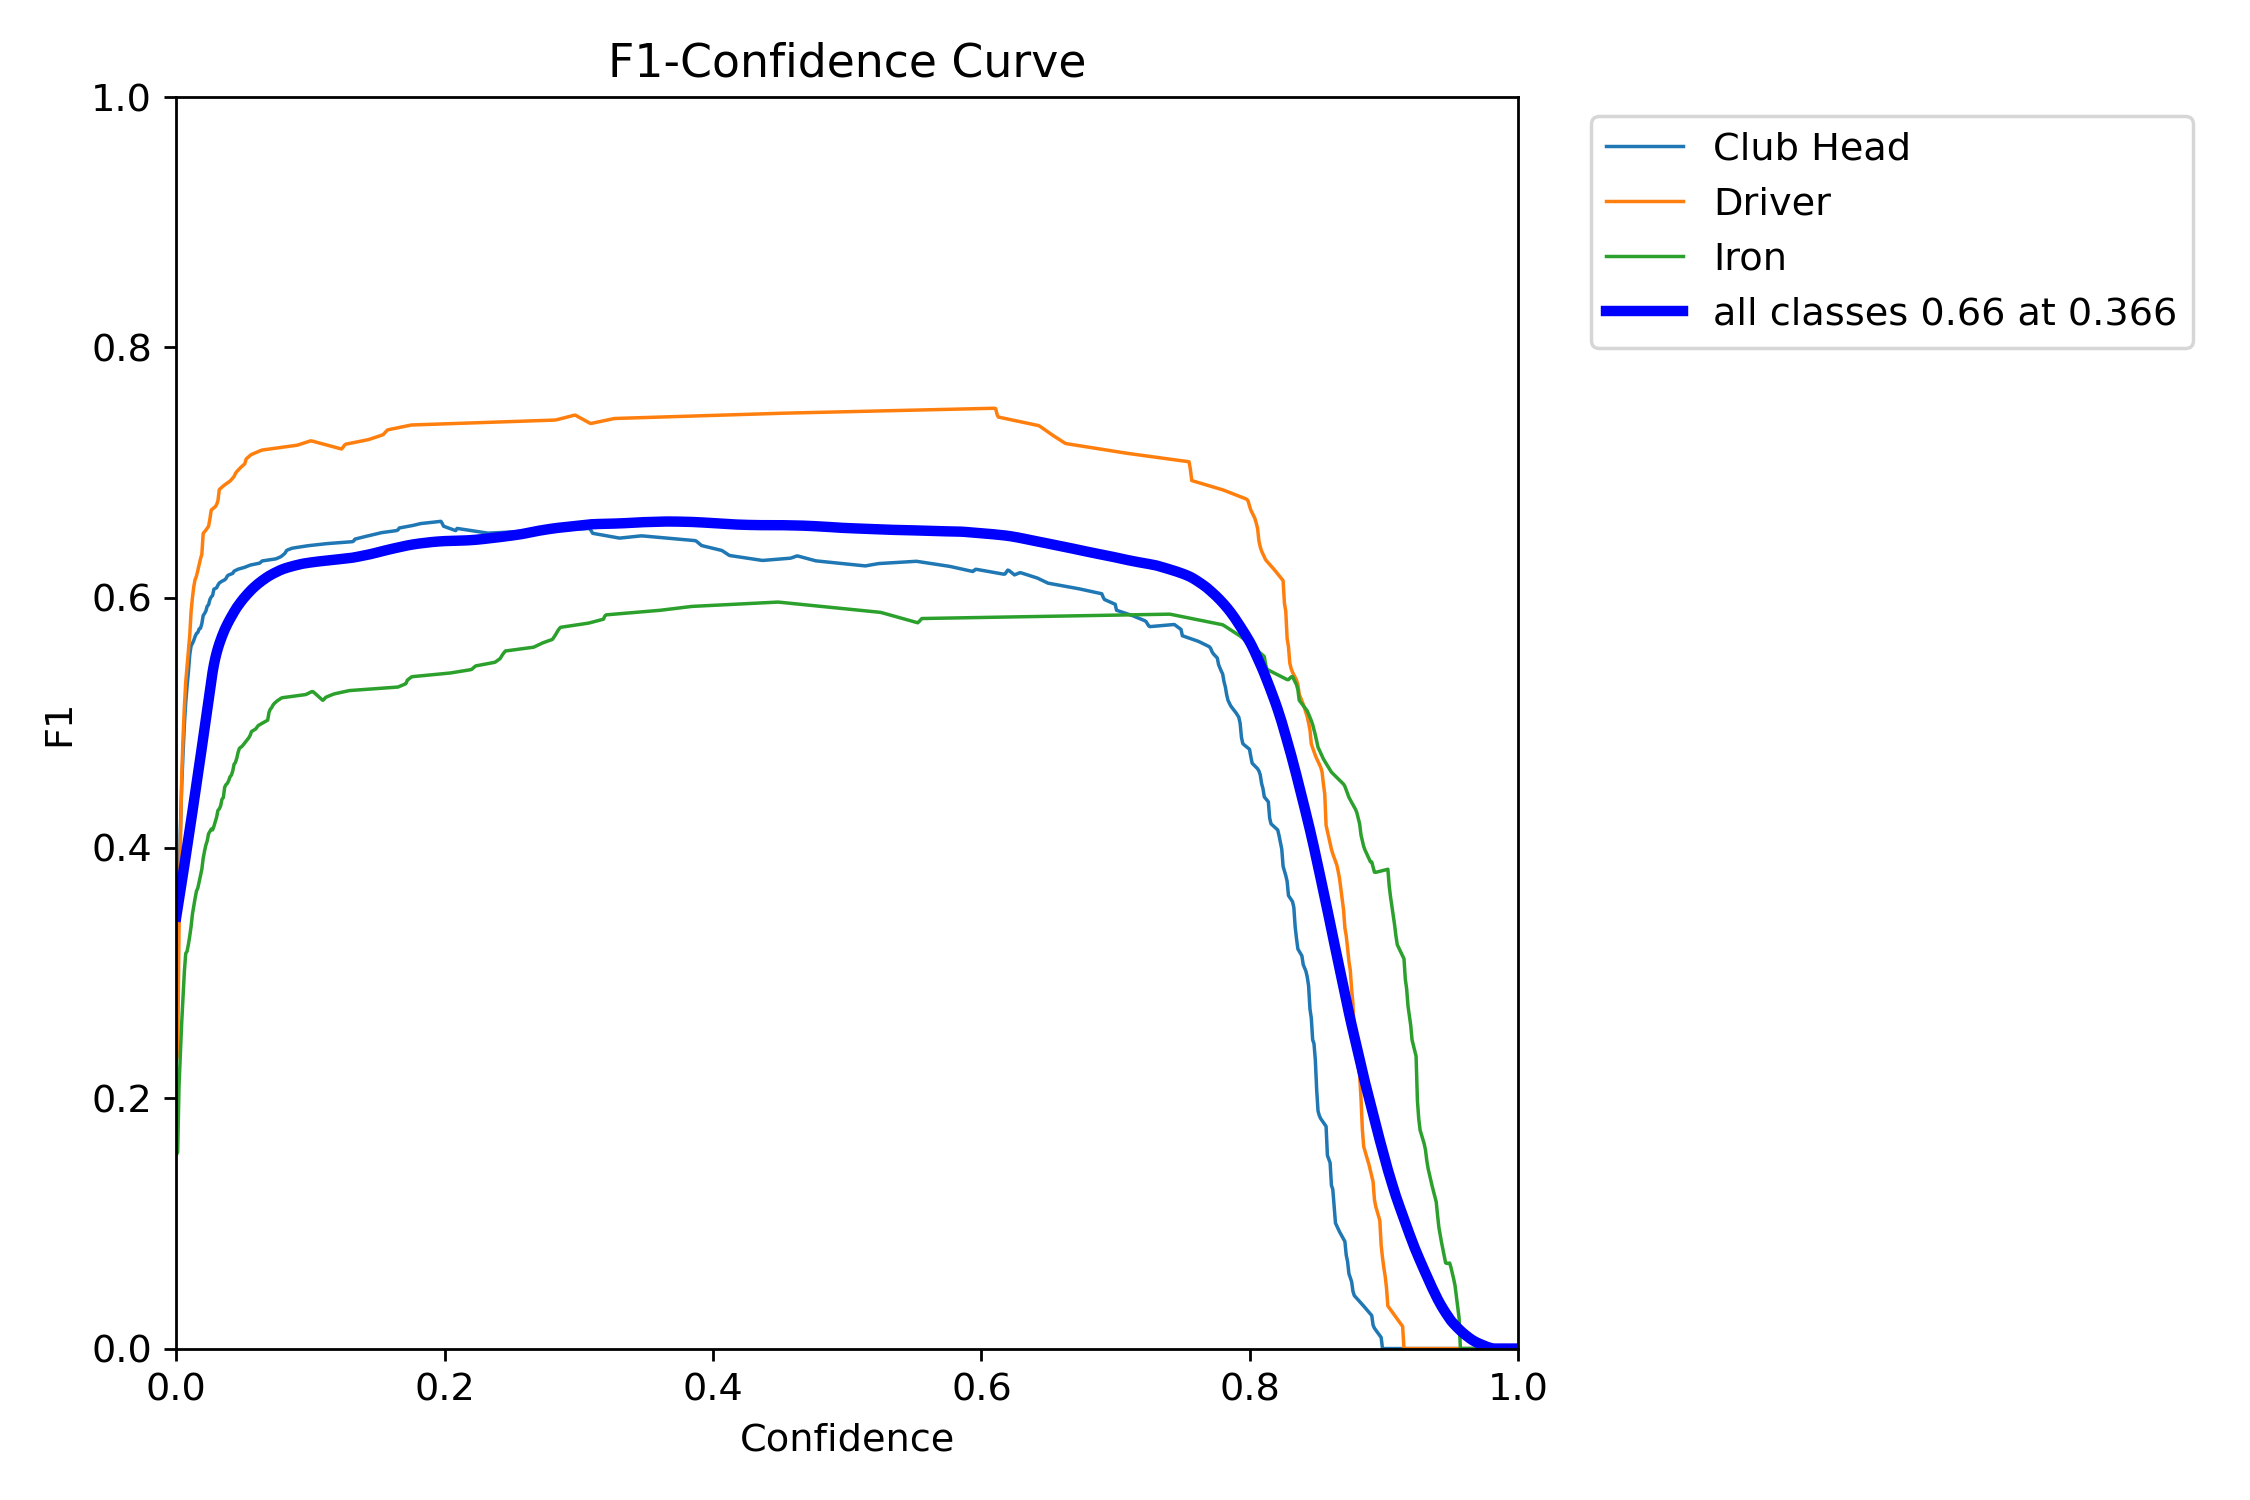 F1-Confidence Curve
1.0
0.8
0.6
0.4
0.2
0.0
F1
0.0 0.2 0.4 0.6 0.8 1.0
Confidence
Club Head
Driver
Iron
all classes 0.66 at 0.366